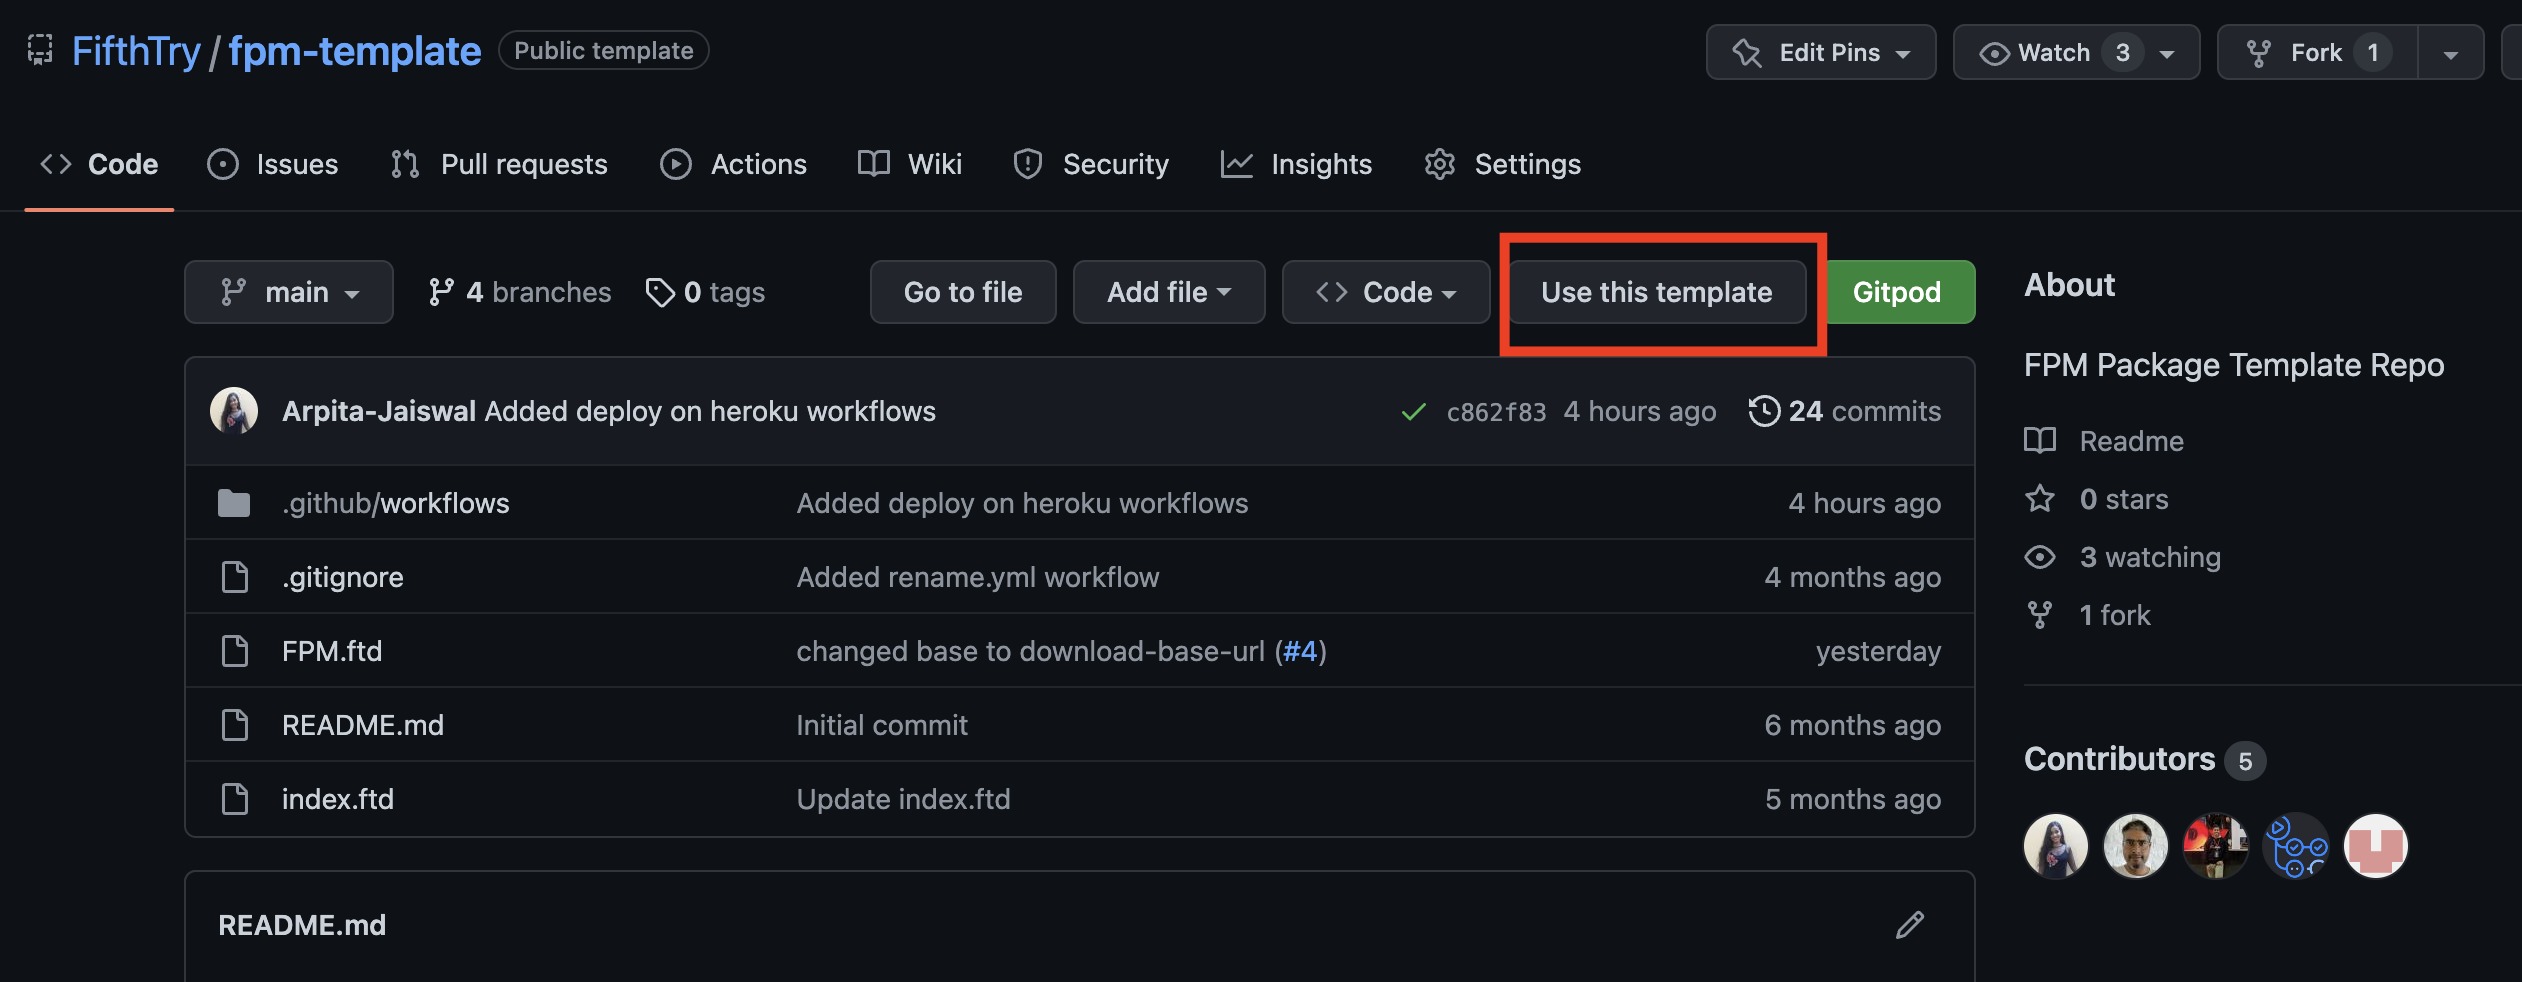 FifthTry / fpm-template Public template Edit Pins Watch 3 Fork 1
Code Issues Pull requests Actions Wiki Security Insights Settings
main 4 branches 0 tags Go to file Add file Code Use this template Gitpod
About
FPM Package Template Repo
Readme
0 stars
3 watching
1 fork
Arpita-Jaiswal Added deploy on heroku workflows c862f83 4 hours ago 24 commits
.github/workflows Added deploy on heroku workflows 4 hours ago
.gitignore Added rename.yml workflow 4 months ago
FPM.ftd changed base to download-base-url (#4) yesterday
README.md Initial commit 6 months ago
index.ftd Update index.ftd 5 months ago
Contributors 5
README.md